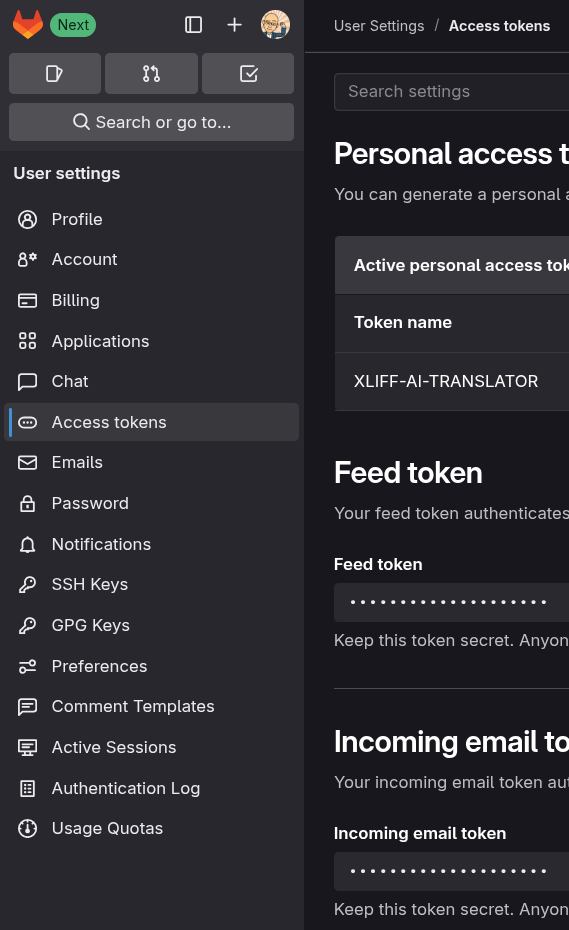 Next
Search or go to...
User settings
Profile
Account
Billing
Applications
Chat
Access tokens
Emails
Password
Notifications
SSH Keys
GPG Keys
Preferences
Comment Templates
Active Sessions
Authentication Log
Usage Quotas
User Settings / Access tokens
Search settings
Personal access t
You can generate a personal a
Active personal access tok
Token name
XLIFF-AI-TRANSLATOR
Feed token
Your feed token authenticates
Feed token
••••••••••••••••••••
Keep this token secret. Anyon
Incoming email to
Your incoming email token aut
Incoming email token
••••••••••••••••••••
Keep this token secret. Anyon